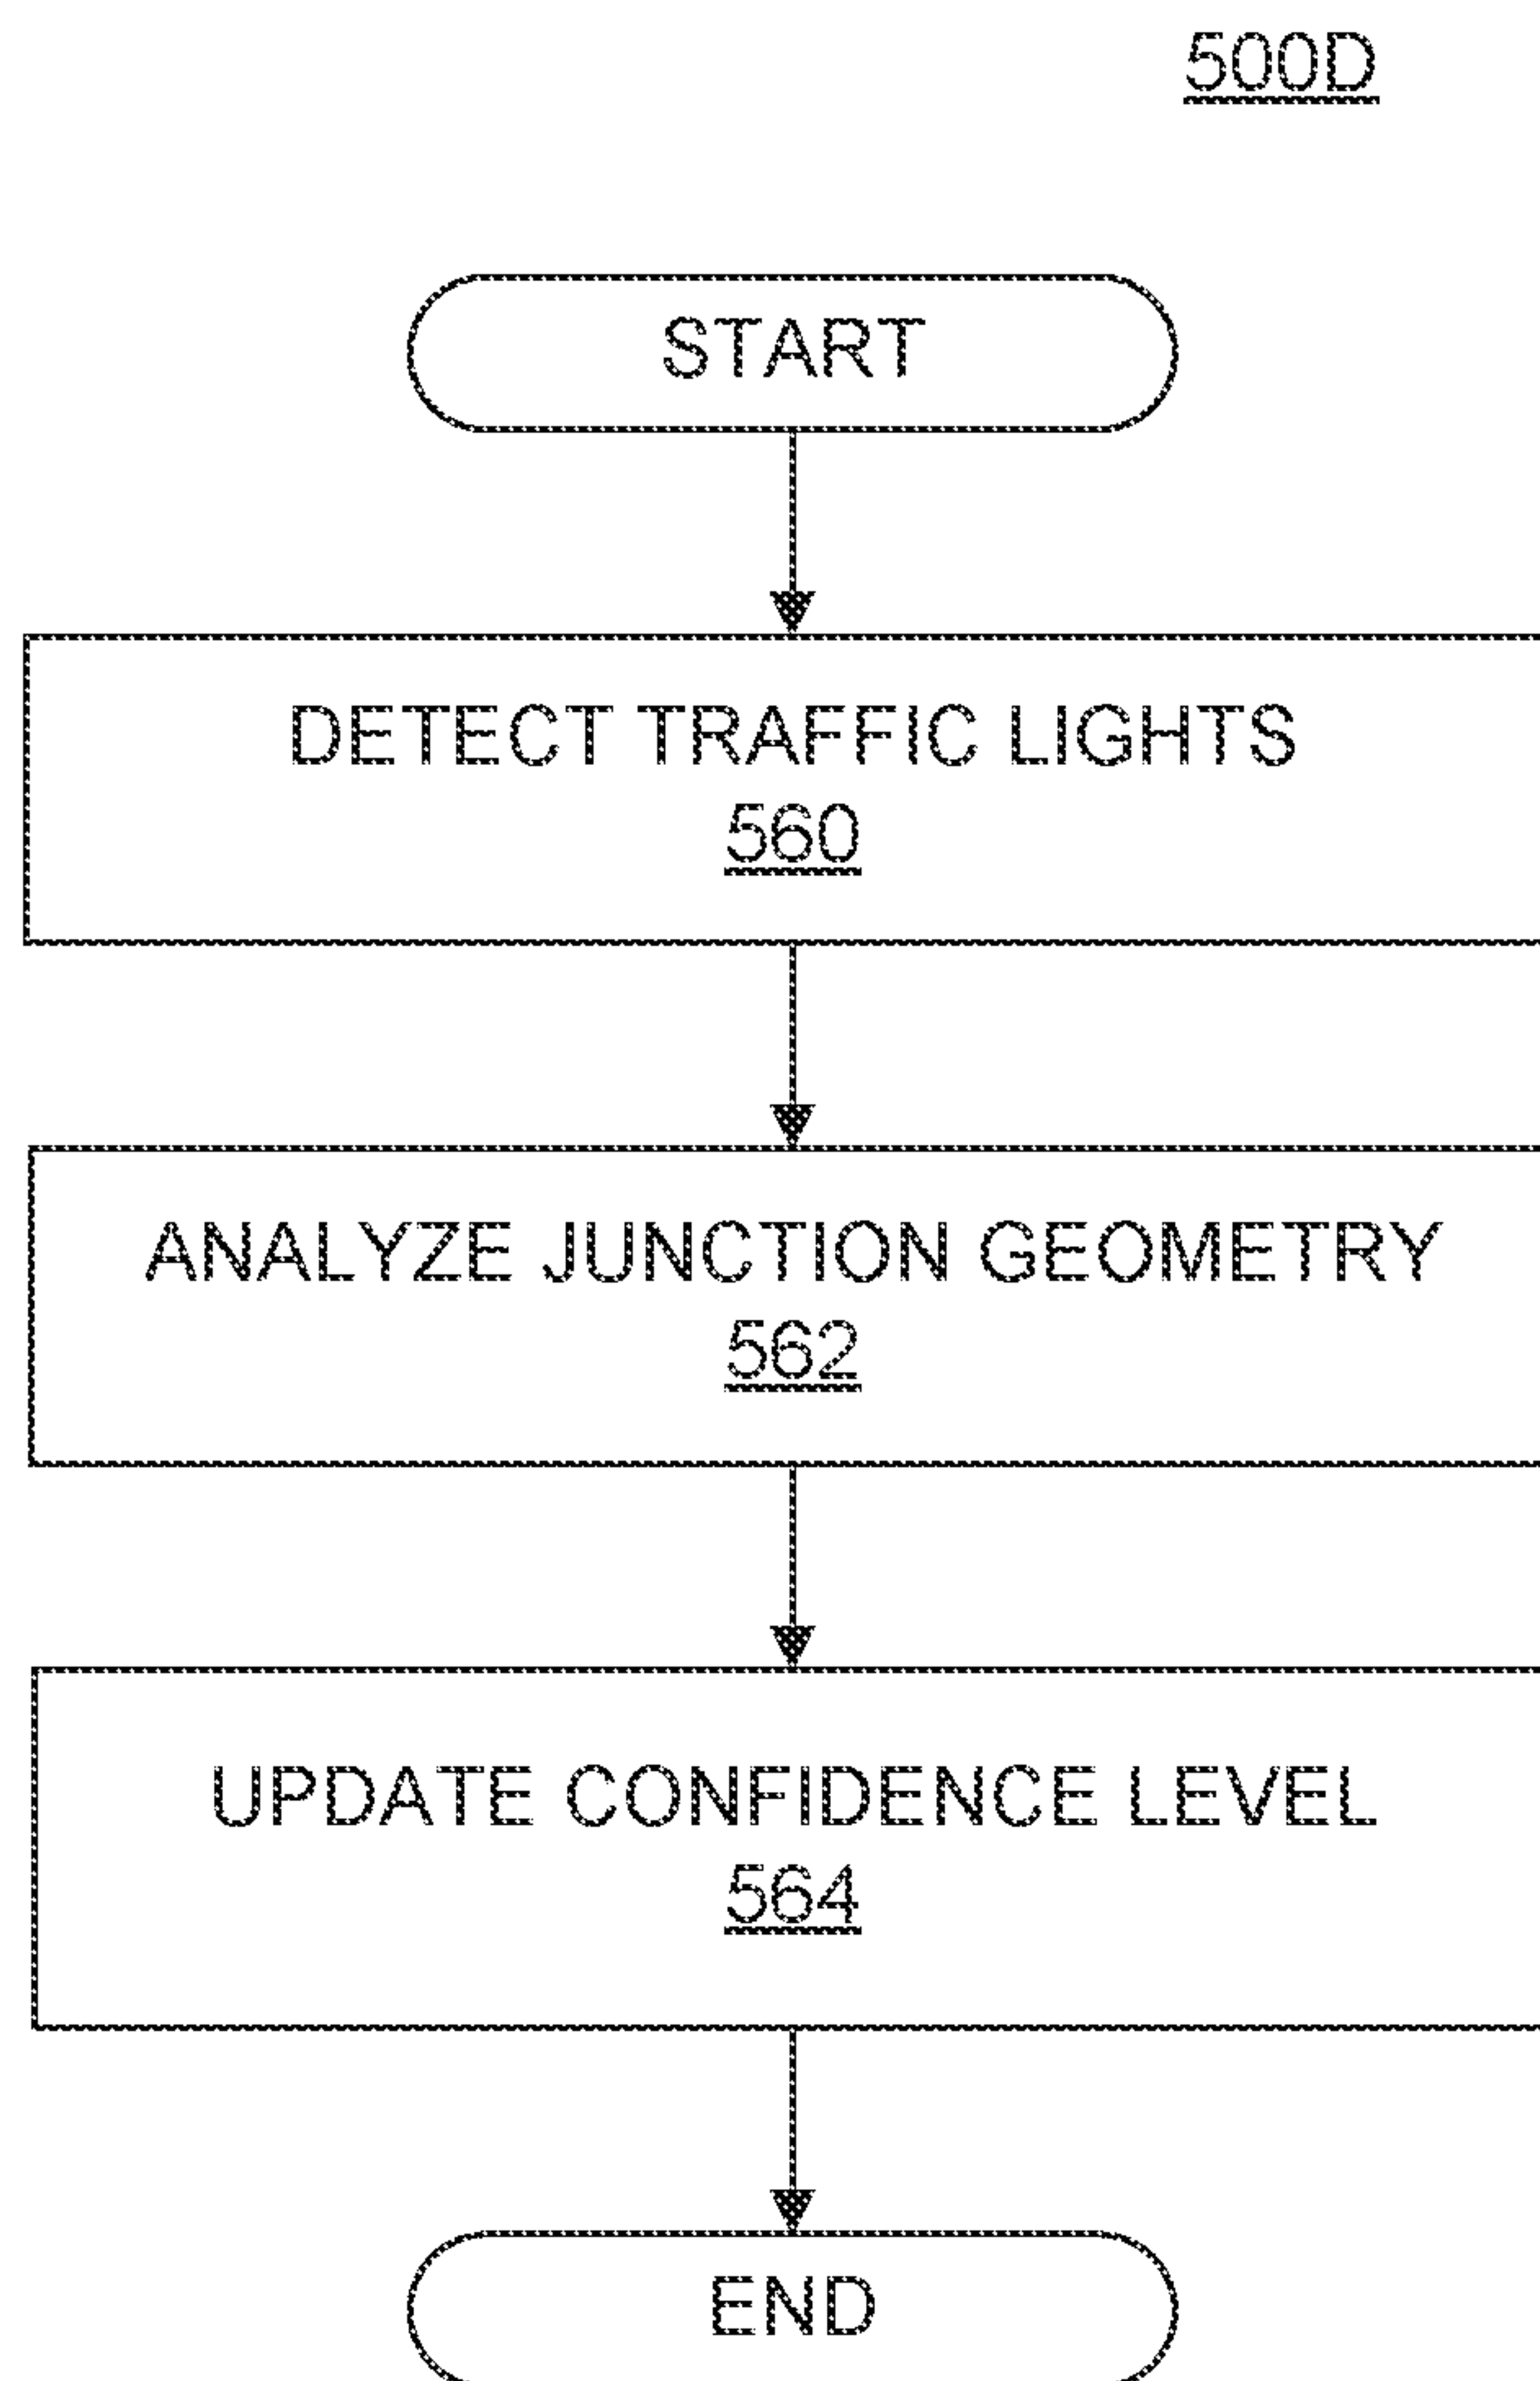 500D
START
DETECT TRAFFIC LIGHTS
560
ANALYZE JUNCTION GEOMETRY
562
UPDATE CONFIDENCE LEVEL
564
END